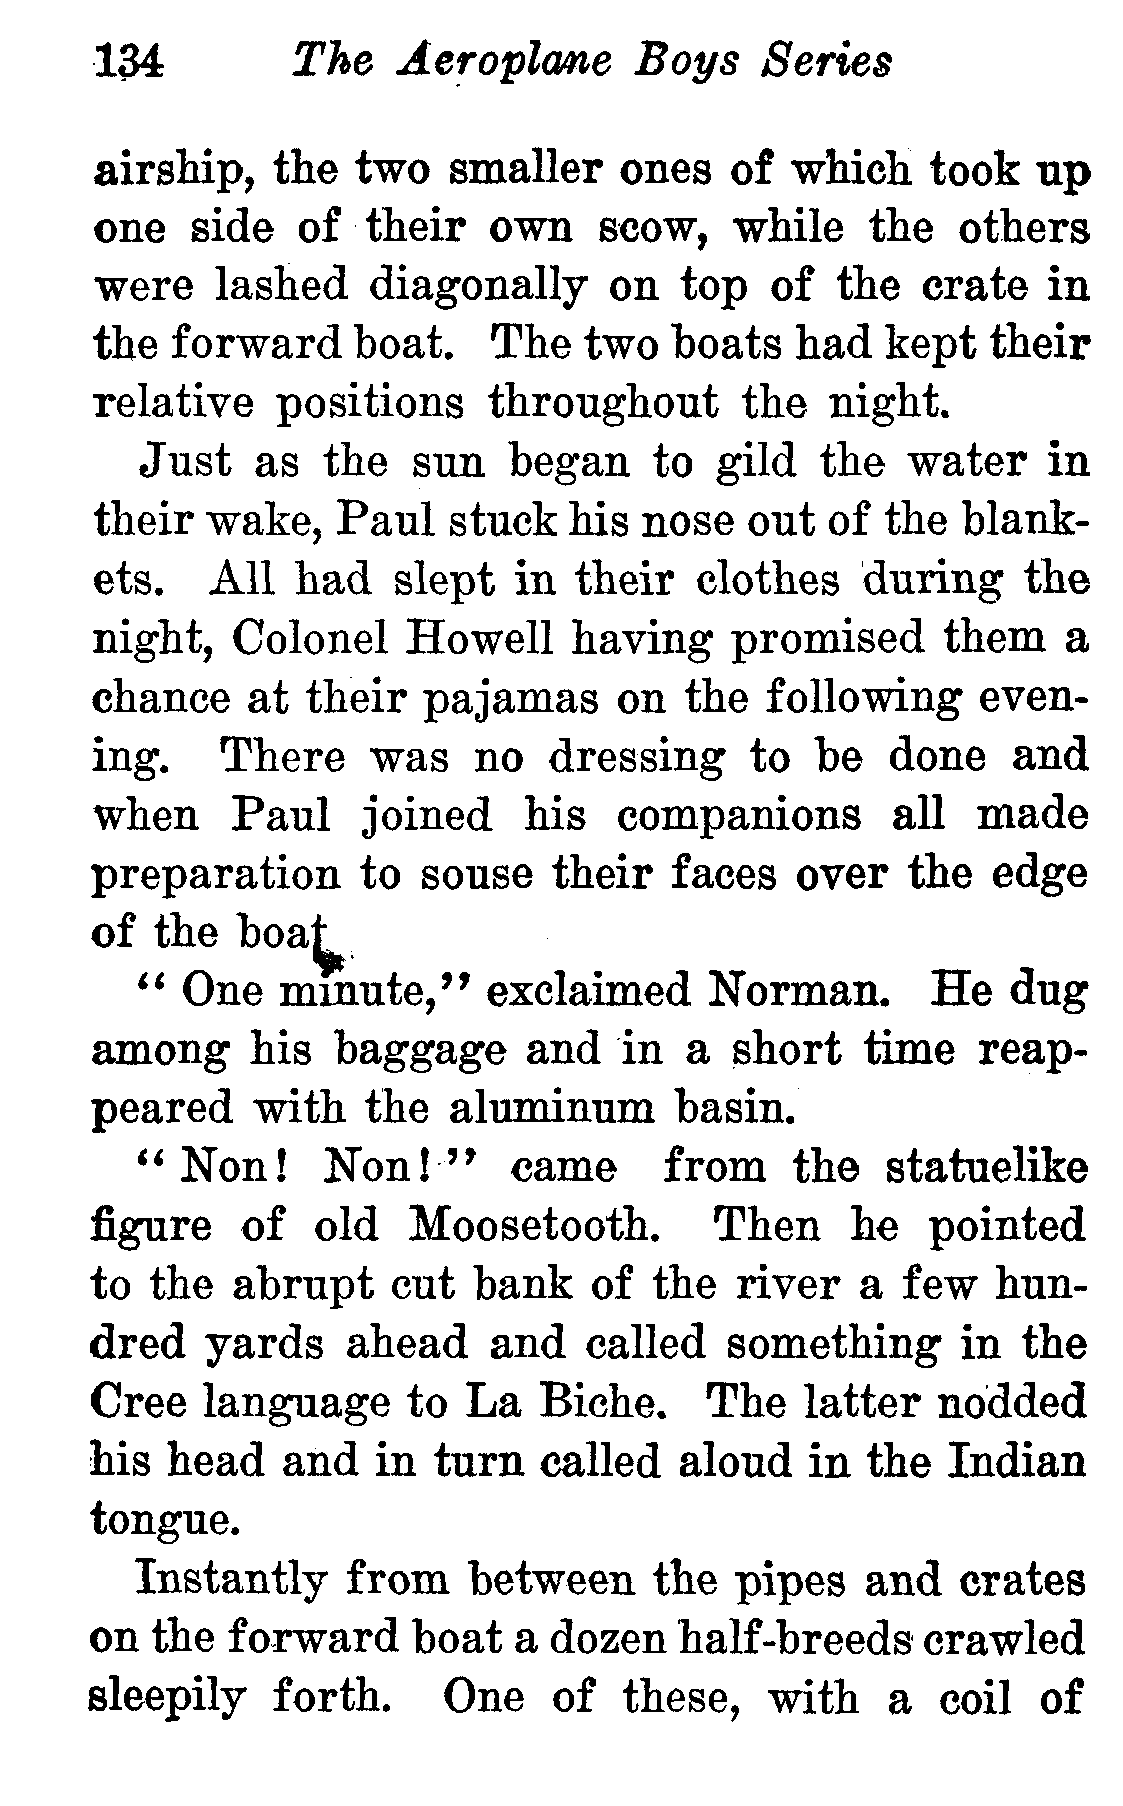 134 The Aeroplane Boys Series
airship, the two smaller ones of which took up
one side of their own scow, while the others
were lashed diagonally on top of the crate in
the forward boat. The two boats had kept their
relative positions throughout the night.
Just as the sun began to gild the water in
their wake, Paul stuck his nose out of the blank-
ets. All had slept in their clothes during the
night, Colonel Howell having promised them a
chance at their pajamas on the following even-
ing. There was no dressing to be done and
when Paul joined his companions all made
preparation to souse their faces over the edge
of the boat
“ One minute,” exclaimed Norman. He dug
among his baggage and in a short time reap-
peared with the aluminum basin.
“ Non! Non!” came from the statuelike
figure of old Moosetooth. Then he pointed
to the abrupt cut bank of the river a few hun-
dred yards ahead and called something in the
Cree language to La Biche. The latter nodded
his head and in turn called aloud in the Indian
tongue.
Instantly from between the pipes and crates
on the forward boat a dozen half-breeds crawled
sleepily forth. One of these, with a coil of